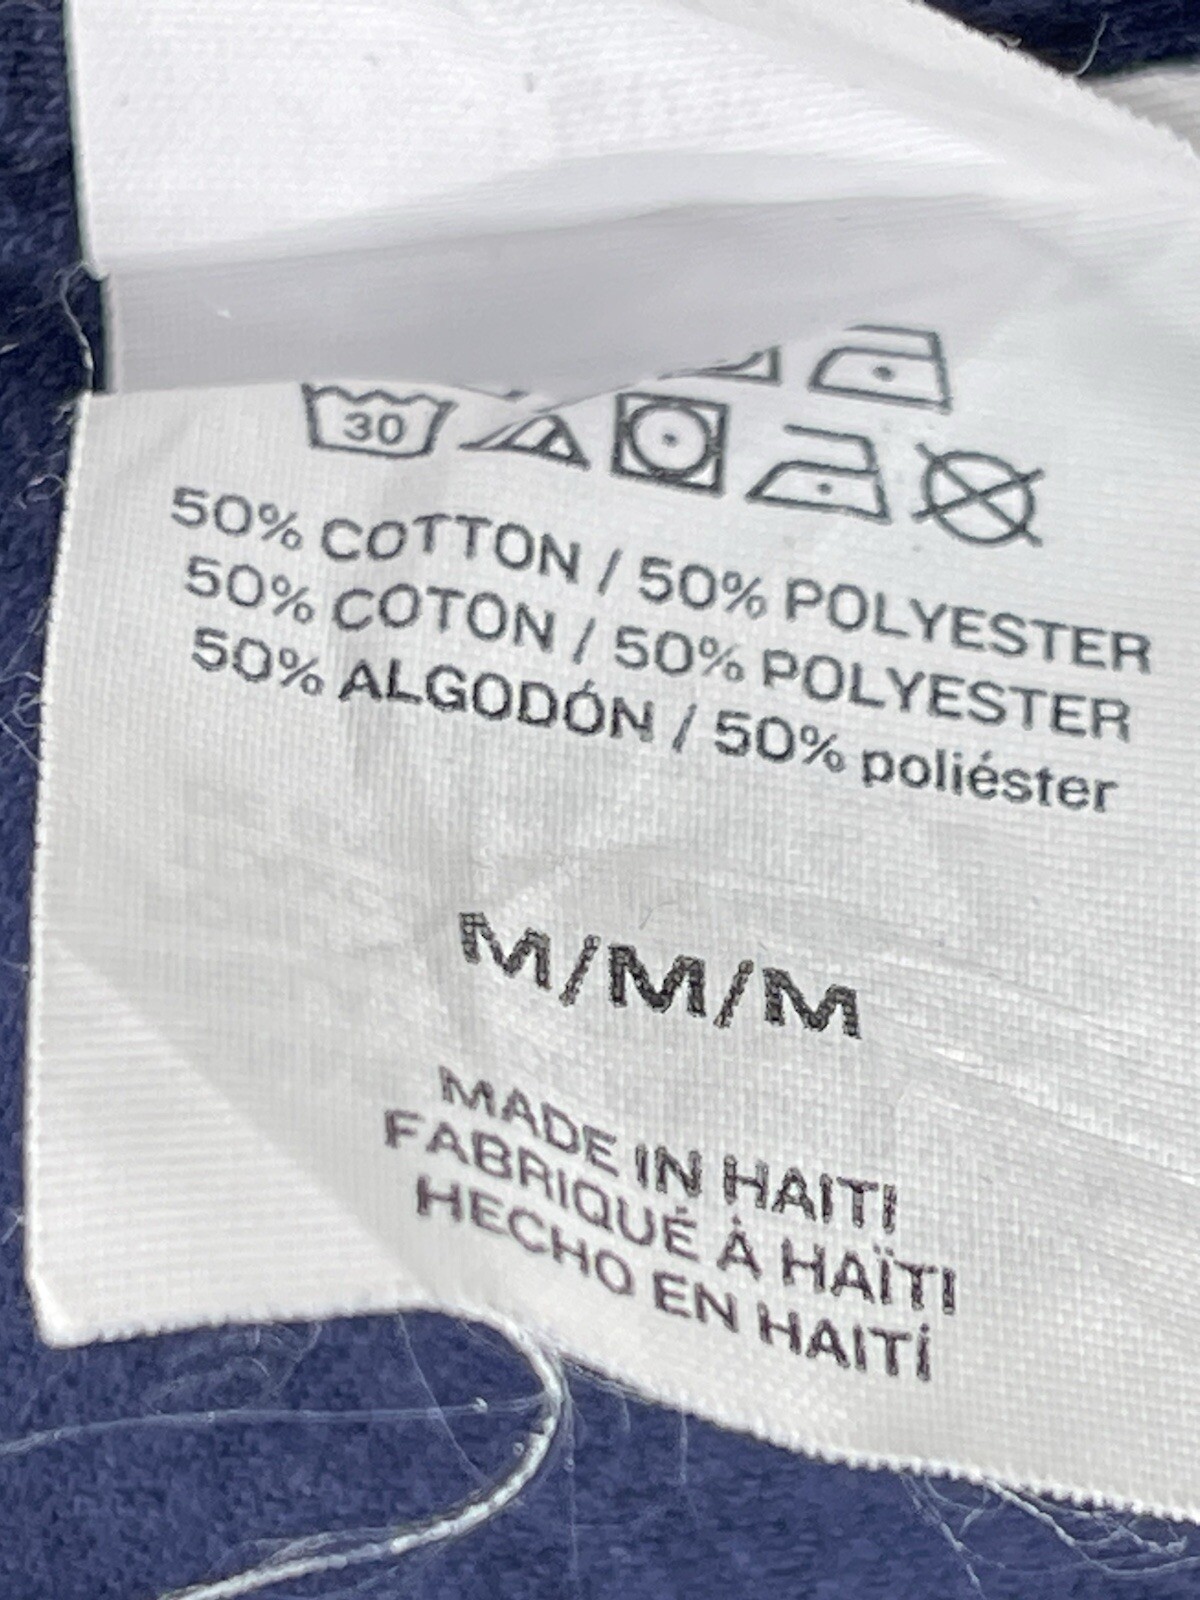 30
50% COTTON / 50% POLYESTER
50% COTON / 50% POLYESTER
50% ALGODÓN / 50% poliéster
M/M/M
MADE IN HAITI
FABRIQUÉ À HAÏTI
HECHO EN HAITÍ